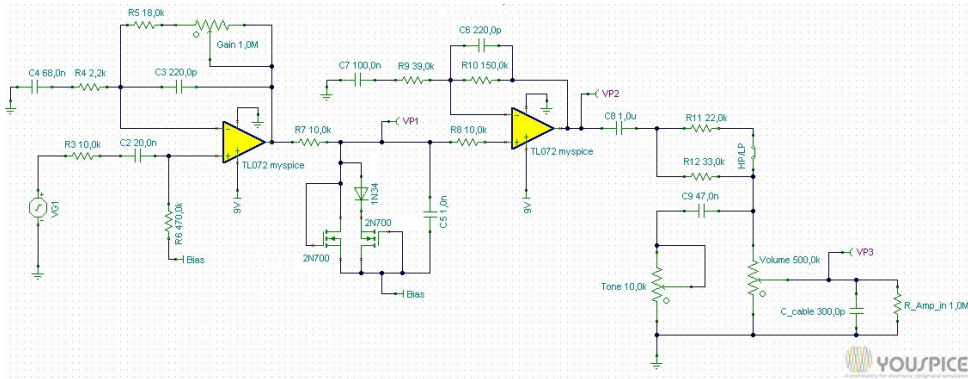 R5 18,0k
Gain 1,0M
C4 68,0n
R4 2,2k
C3 220,0p
TL072 myspice
9V
R3 10,0k
C2 20,0n
VG1
R6 470,0k
Bias
R7 10,0k
VP1
1N34
2N700
2N700
C5 1,0n
Bias
R8 10,0k
C7 100,0n
R9 39,0k
C6 220,0p
R10 150,0k
TL072 myspice
9V
VP2
C8 1,0u
R11 22,0k
R12 33,0k
HP/LP
C9 47,0n
Tone 10,0k
Volume 500,0k
VP3
C_cable 300,0p
R_Amp_in 1,0M
YOUSPICE